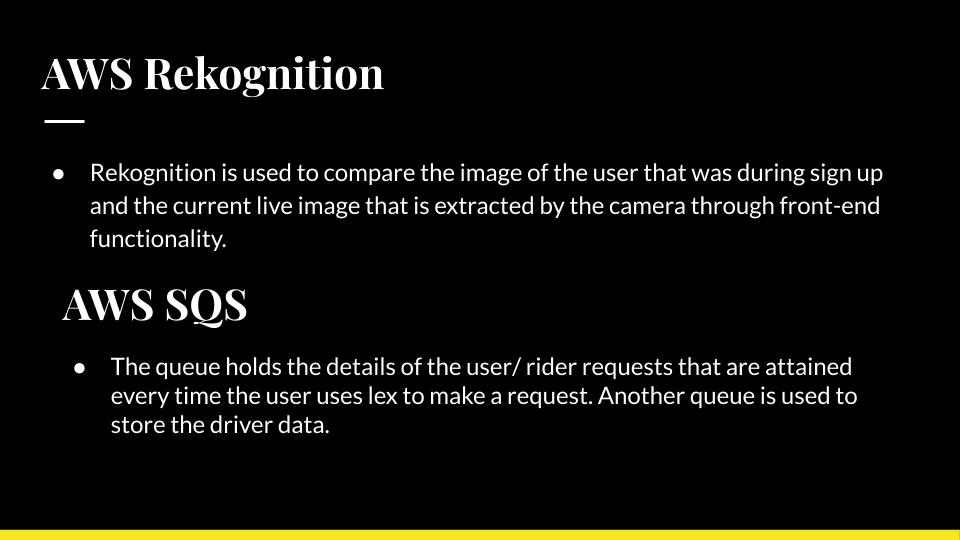 AWS Rekognition
● Rekognition is used to compare the image of the user that was during sign up
and the current live image that is extracted by the camera through front-end
functionality.
AWS SQS
● The queue holds the details of the user/ rider requests that are attained
every time the user uses lex to make a request. Another queue is used to
store the driver data.